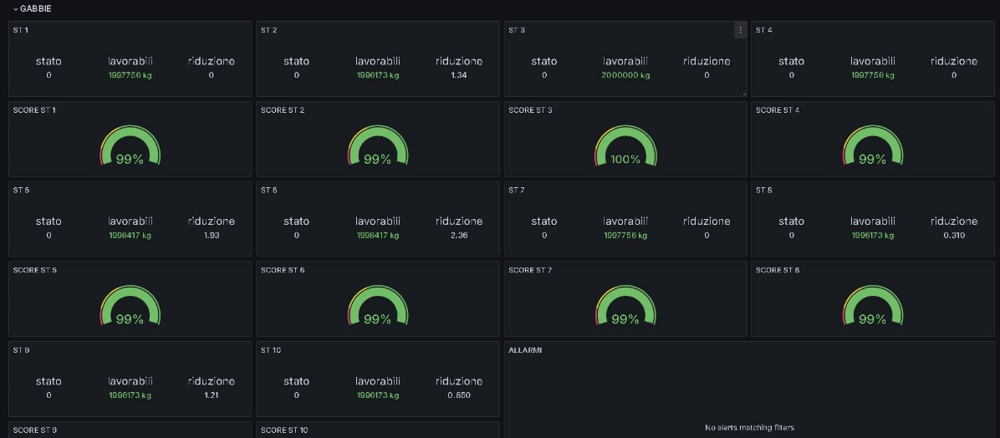 GABBIE
ST 1 ST 2 ST 3 ST 4
stato lavorabili riduzione stato lavorabili riduzione stato lavorabili riduzione stato lavorabili riduzione
0 1997756 kg 0 0 1996173 kg 1.34 0 2000000 kg 0 0 1997756 kg 0
SCORE ST 1 SCORE ST 2 SCORE ST 3 SCORE ST 4
99% 99% 100% 99%
ST 5 ST 6 ST 7 ST 8
stato lavorabili riduzione stato lavorabili riduzione stato lavorabili riduzione stato lavorabili riduzione
0 1998417 kg 1.93 0 1998417 kg 2.36 0 1997756 kg 0 0 1996173 kg 0.310
SCORE ST 5 SCORE ST 6 SCORE ST 7 SCORE ST 8
99% 99% 99% 99%
ST 9 ST 10 ALLARMI
stato lavorabili riduzione stato lavorabili riduzione
0 1996173 kg 1.21 0 1996173 kg 0.850
No alerts matching filters
SCORE ST 9 SCORE ST 10